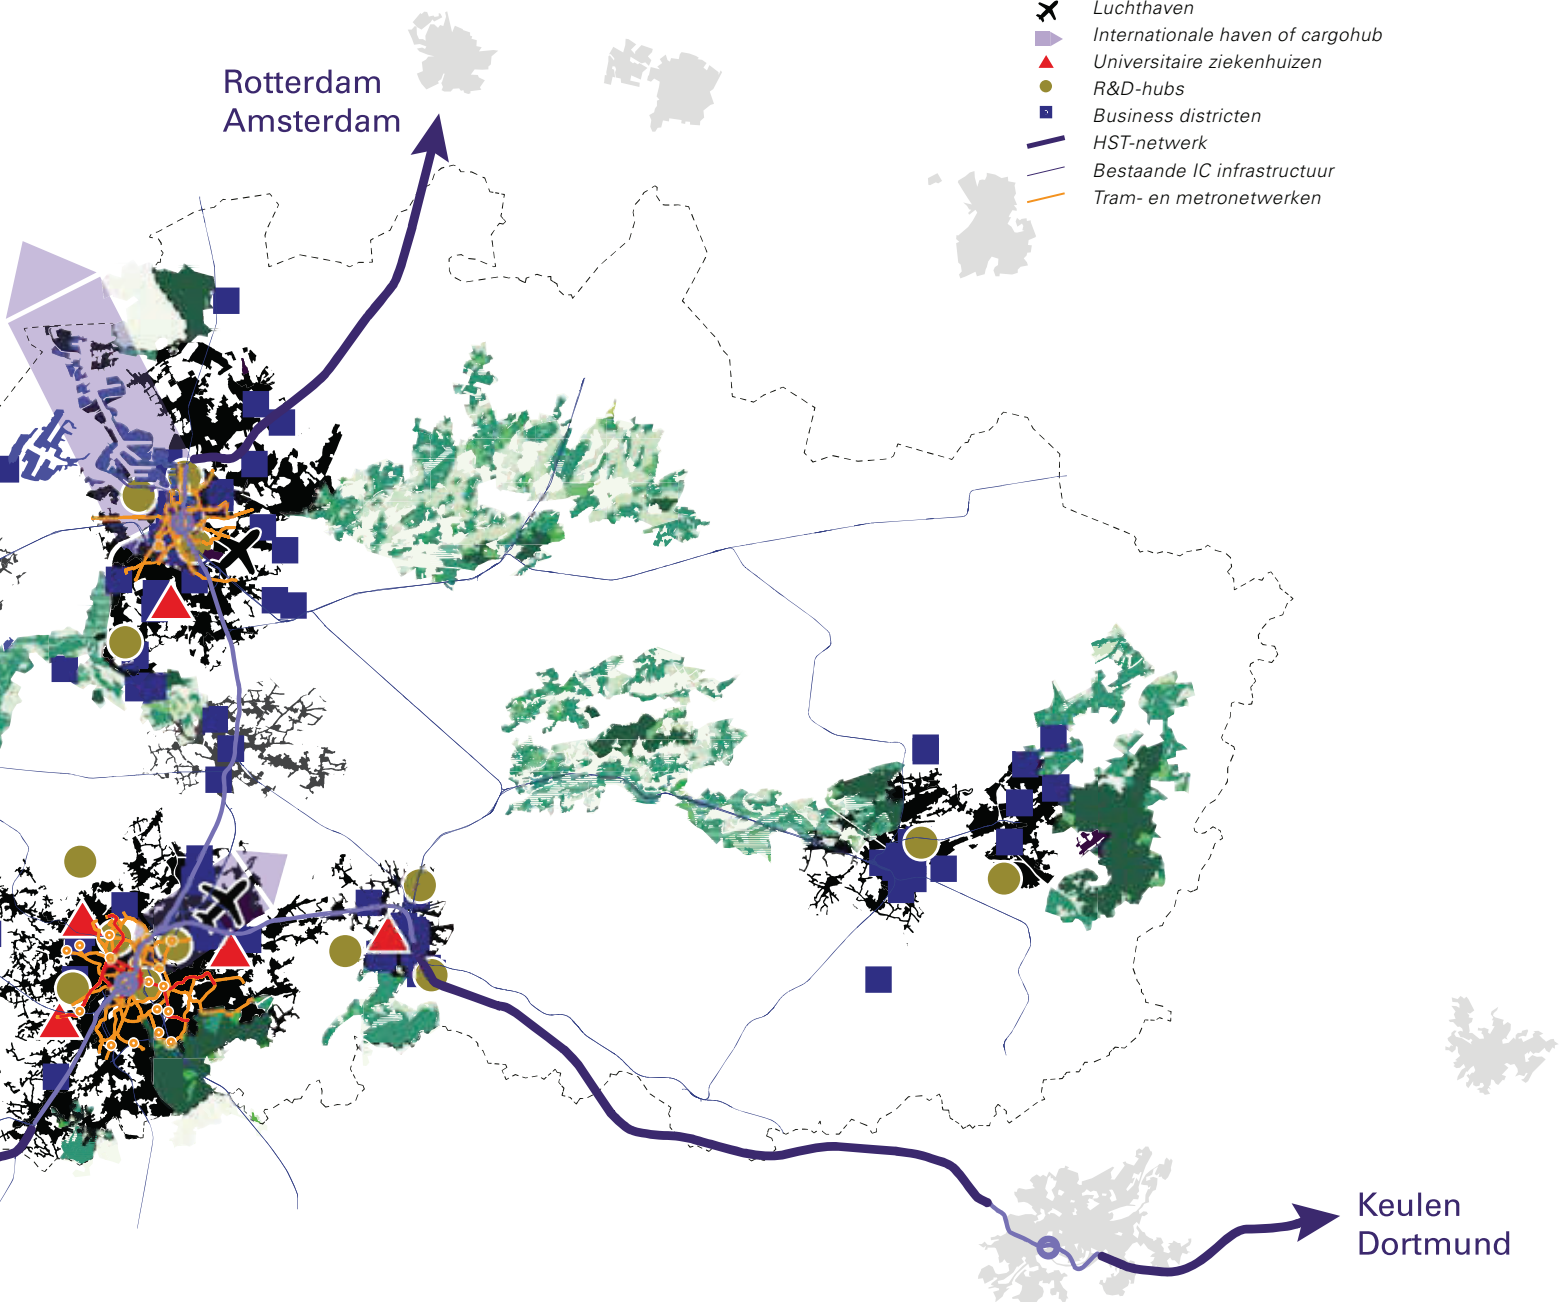 Luchthaven
Internationale haven of cargohub
Universitaire ziekenhuizen
R&D-hubs
Business districten
HST-netwerk
Bestaande IC infrastructuur
Tram- en metronetwerken
Rotterdam
Amsterdam
Keulen
Dortmund